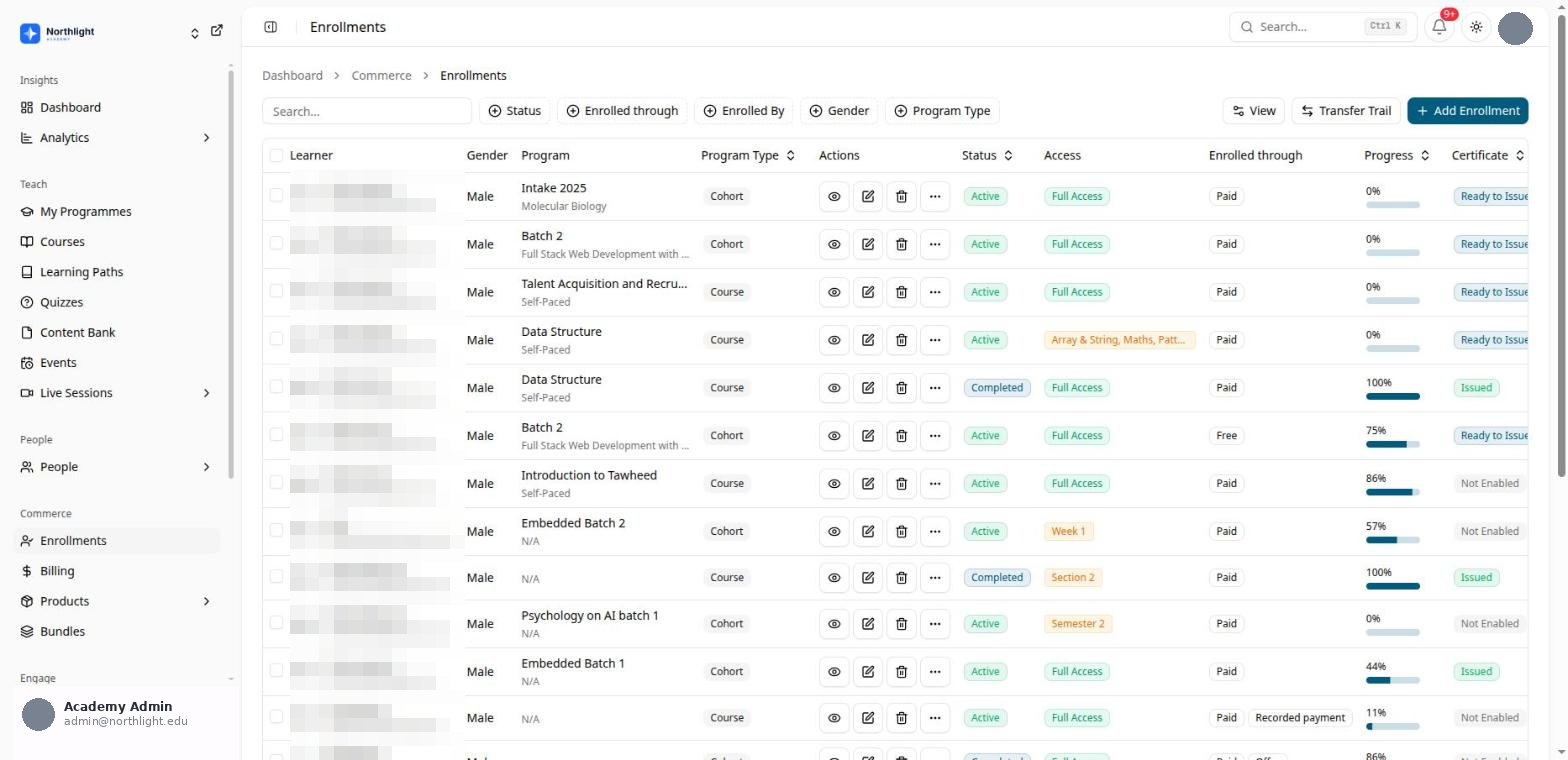 Northlight
ACADEMY
Enrollments
Search...
Ctrl K
9+
Insights
Dashboard
Analytics
Teach
My Programmes
Courses
Learning Paths
Quizzes
Content Bank
Events
Live Sessions
People
People
Commerce
Enrollments
Billing
Products
Bundles
Engage
Academy Admin
admin@northlight.edu
Dashboard > Commerce > Enrollments
Search... Status Enrolled through Enrolled By Gender Program Type View Transfer Trail Add Enrollment
Learner Gender Program Program Type Actions Status Access Enrolled through Progress Certificate
Male Intake 2025 Cohort Active Full Access Paid 0% Ready to Issue
Molecular Biology
Male Batch 2 Cohort Active Full Access Paid 0% Ready to Issue
Full Stack Web Development with ...
Male Talent Acquisition and Recru... Course Active Full Access Paid 0% Ready to Issue
Self-Paced
Male Data Structure Course Active Array & String, Maths, Patt... Paid 0% Ready to Issue
Self-Paced
Male Data Structure Course Completed Full Access Paid 100% Issued
Self-Paced
Male Batch 2 Cohort Active Full Access Free 75% Ready to Issue
Full Stack Web Development with ...
Male Introduction to Tawheed Course Active Full Access Paid 86% Not Enabled
Self-Paced
Male Embedded Batch 2 Cohort Active Week 1 Paid 57% Not Enabled
N/A
Male N/A Course Completed Section 2 Paid 100% Issued
Male Psychology on AI batch 1 Cohort Active Semester 2 Paid 0% Not Enabled
N/A
Male Embedded Batch 1 Cohort Active Full Access Paid 44% Issued
N/A
Male N/A Course Active Full Access Paid Recorded payment 11% Not Enabled
86%